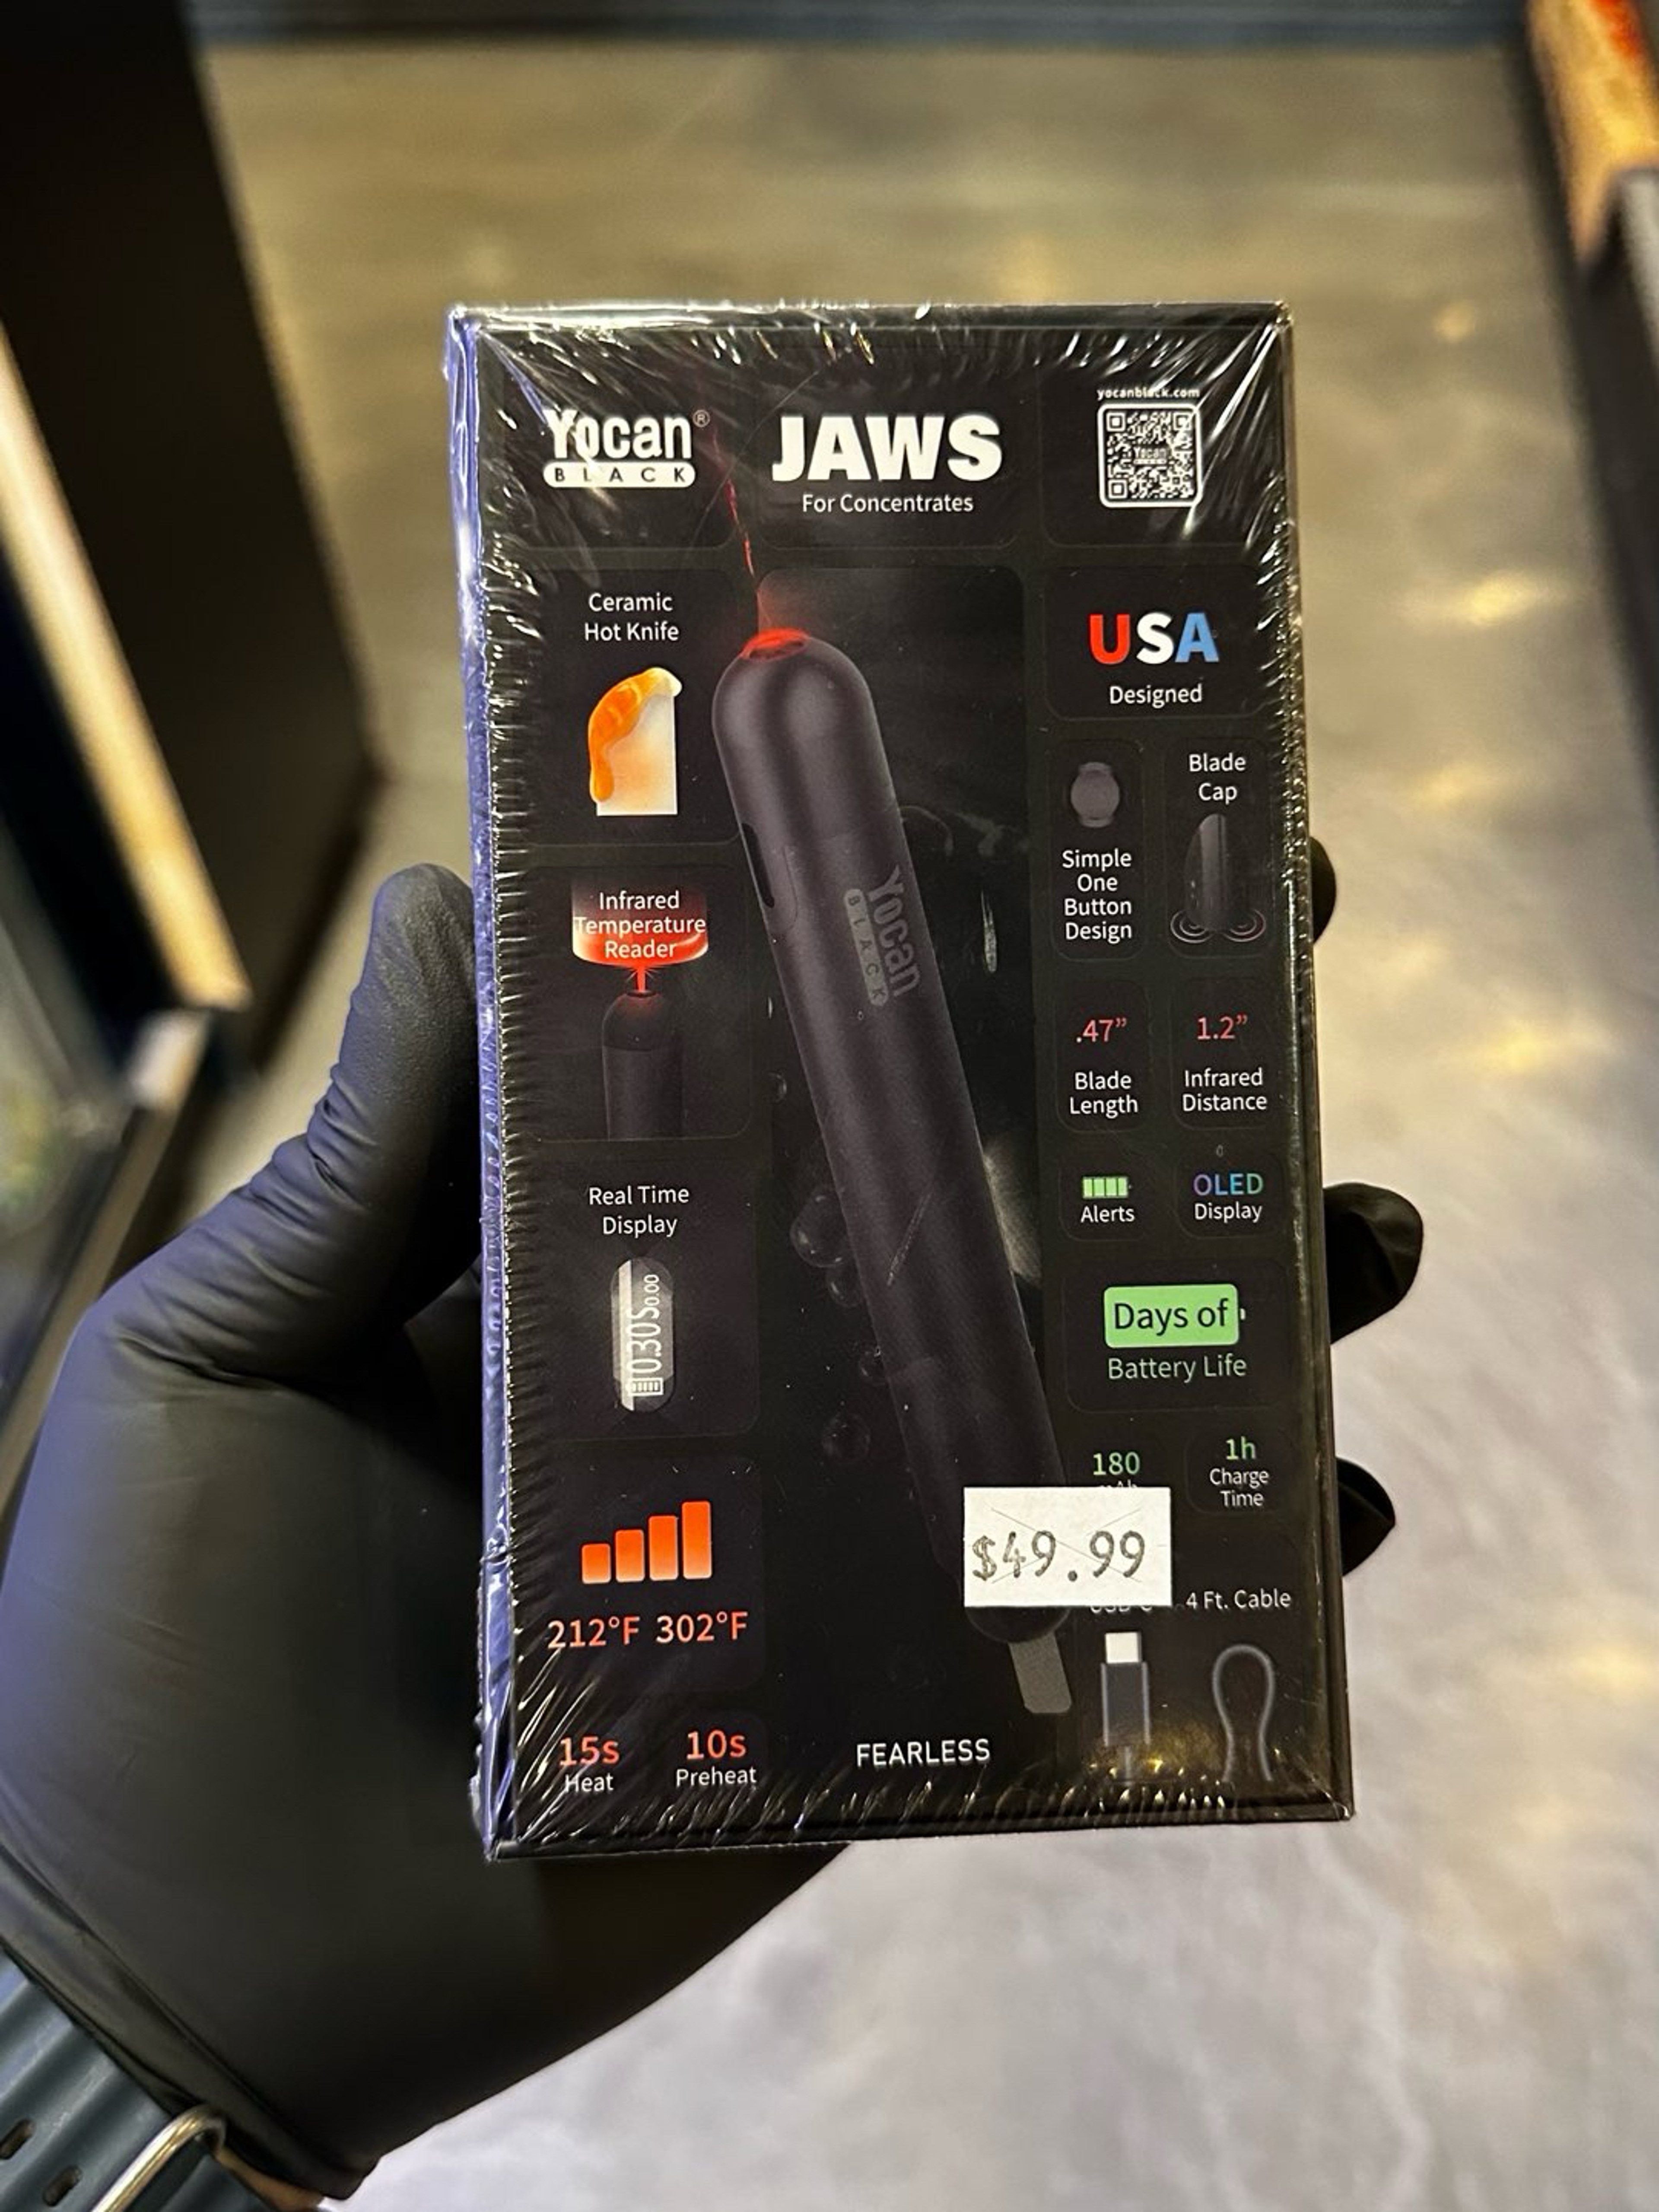 Yocan®
BLACK
JAWS
For Concentrates
yocanblack.com
Ceramic
Hot Knife
USA
Designed
Simple
One
Button
Design
Blade
Cap
Infrared
Temperature
Reader
Yocan
BLACK
.47”
Blade
Length
1.2”
Infrared
Distance
Real Time
Display
Alerts
OLED
Display
Days of
Battery Life
180
mAh
1h
Charge
Time
$49.99
4 Ft. Cable
212°F 302°F
15s
Heat
10s
Preheat
FEARLESS